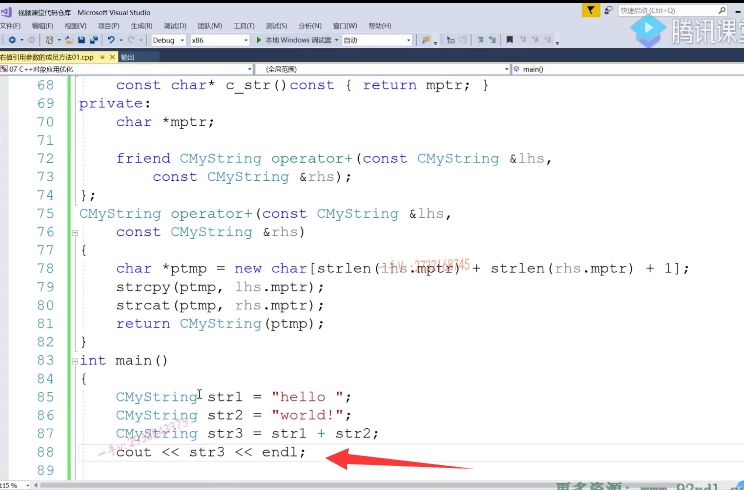 视频课堂代码仓库 - Microsoft Visual Studio
快速启动 (Ctrl+Q)
文件(F) 编辑(E) 视图(V) 项目(P) 生成(B) 调试(D) 团队(M) 工具(T) 测试(S) 分析(N) 窗口(W) 帮助(H)
腾讯课堂
Debug x86 本地 Windows 调试器 自动
右值引用参数的成员方法01.cpp 输出
07 C++对象应用优化 (全局范围) main()
68 const char* c_str()const { return mptr; }
69 private:
70 char *mptr;
71
72 friend CMyString operator+(const CMyString &lhs,
73 const CMyString &rhs);
74 };
75 CMyString operator+(const CMyString &lhs,
76 const CMyString &rhs)
77 {
78 char *ptmp = new char[strlen(lhs.mptr) + strlen(rhs.mptr) + 1];
79 strcpy(ptmp, lhs.mptr);
80 strcat(ptmp, rhs.mptr);
81 return CMyString(ptmp);
82 }
83 int main()
84 {
85 CMyString str1 = "hello ";
86 CMyString str2 = "world!";
87 CMyString str3 = str1 + str2;
88 cout << str3 << endl;
89
115 %